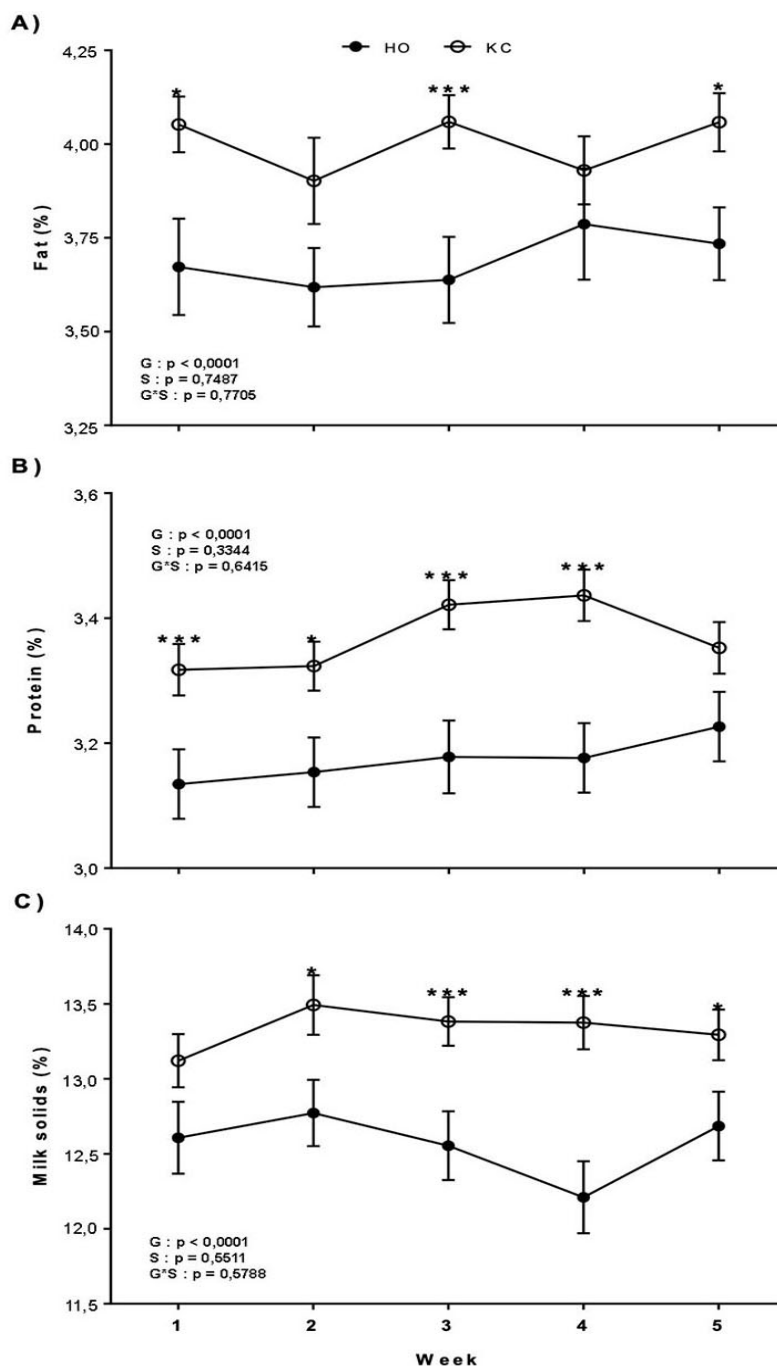 A)
HO KC
4,25
4,00
3,75
3,50
3,25
Fat (%)
* *** *
G : p < 0,0001
S : p = 0,7487
G*S : p = 0,7705
B)
3,6
3,4
3,2
3,0
Protein (%)
G : p < 0,0001
S : p = 0,3344
G*S : p = 0,6415
*** * *** ***
C)
14,0
13,5
13,0
12,5
12,0
11,5
Milk solids (%)
* *** *** *
G : p < 0,0001
S : p = 0,5511
G*S : p = 0,5788
1 2 3 4 5
Week